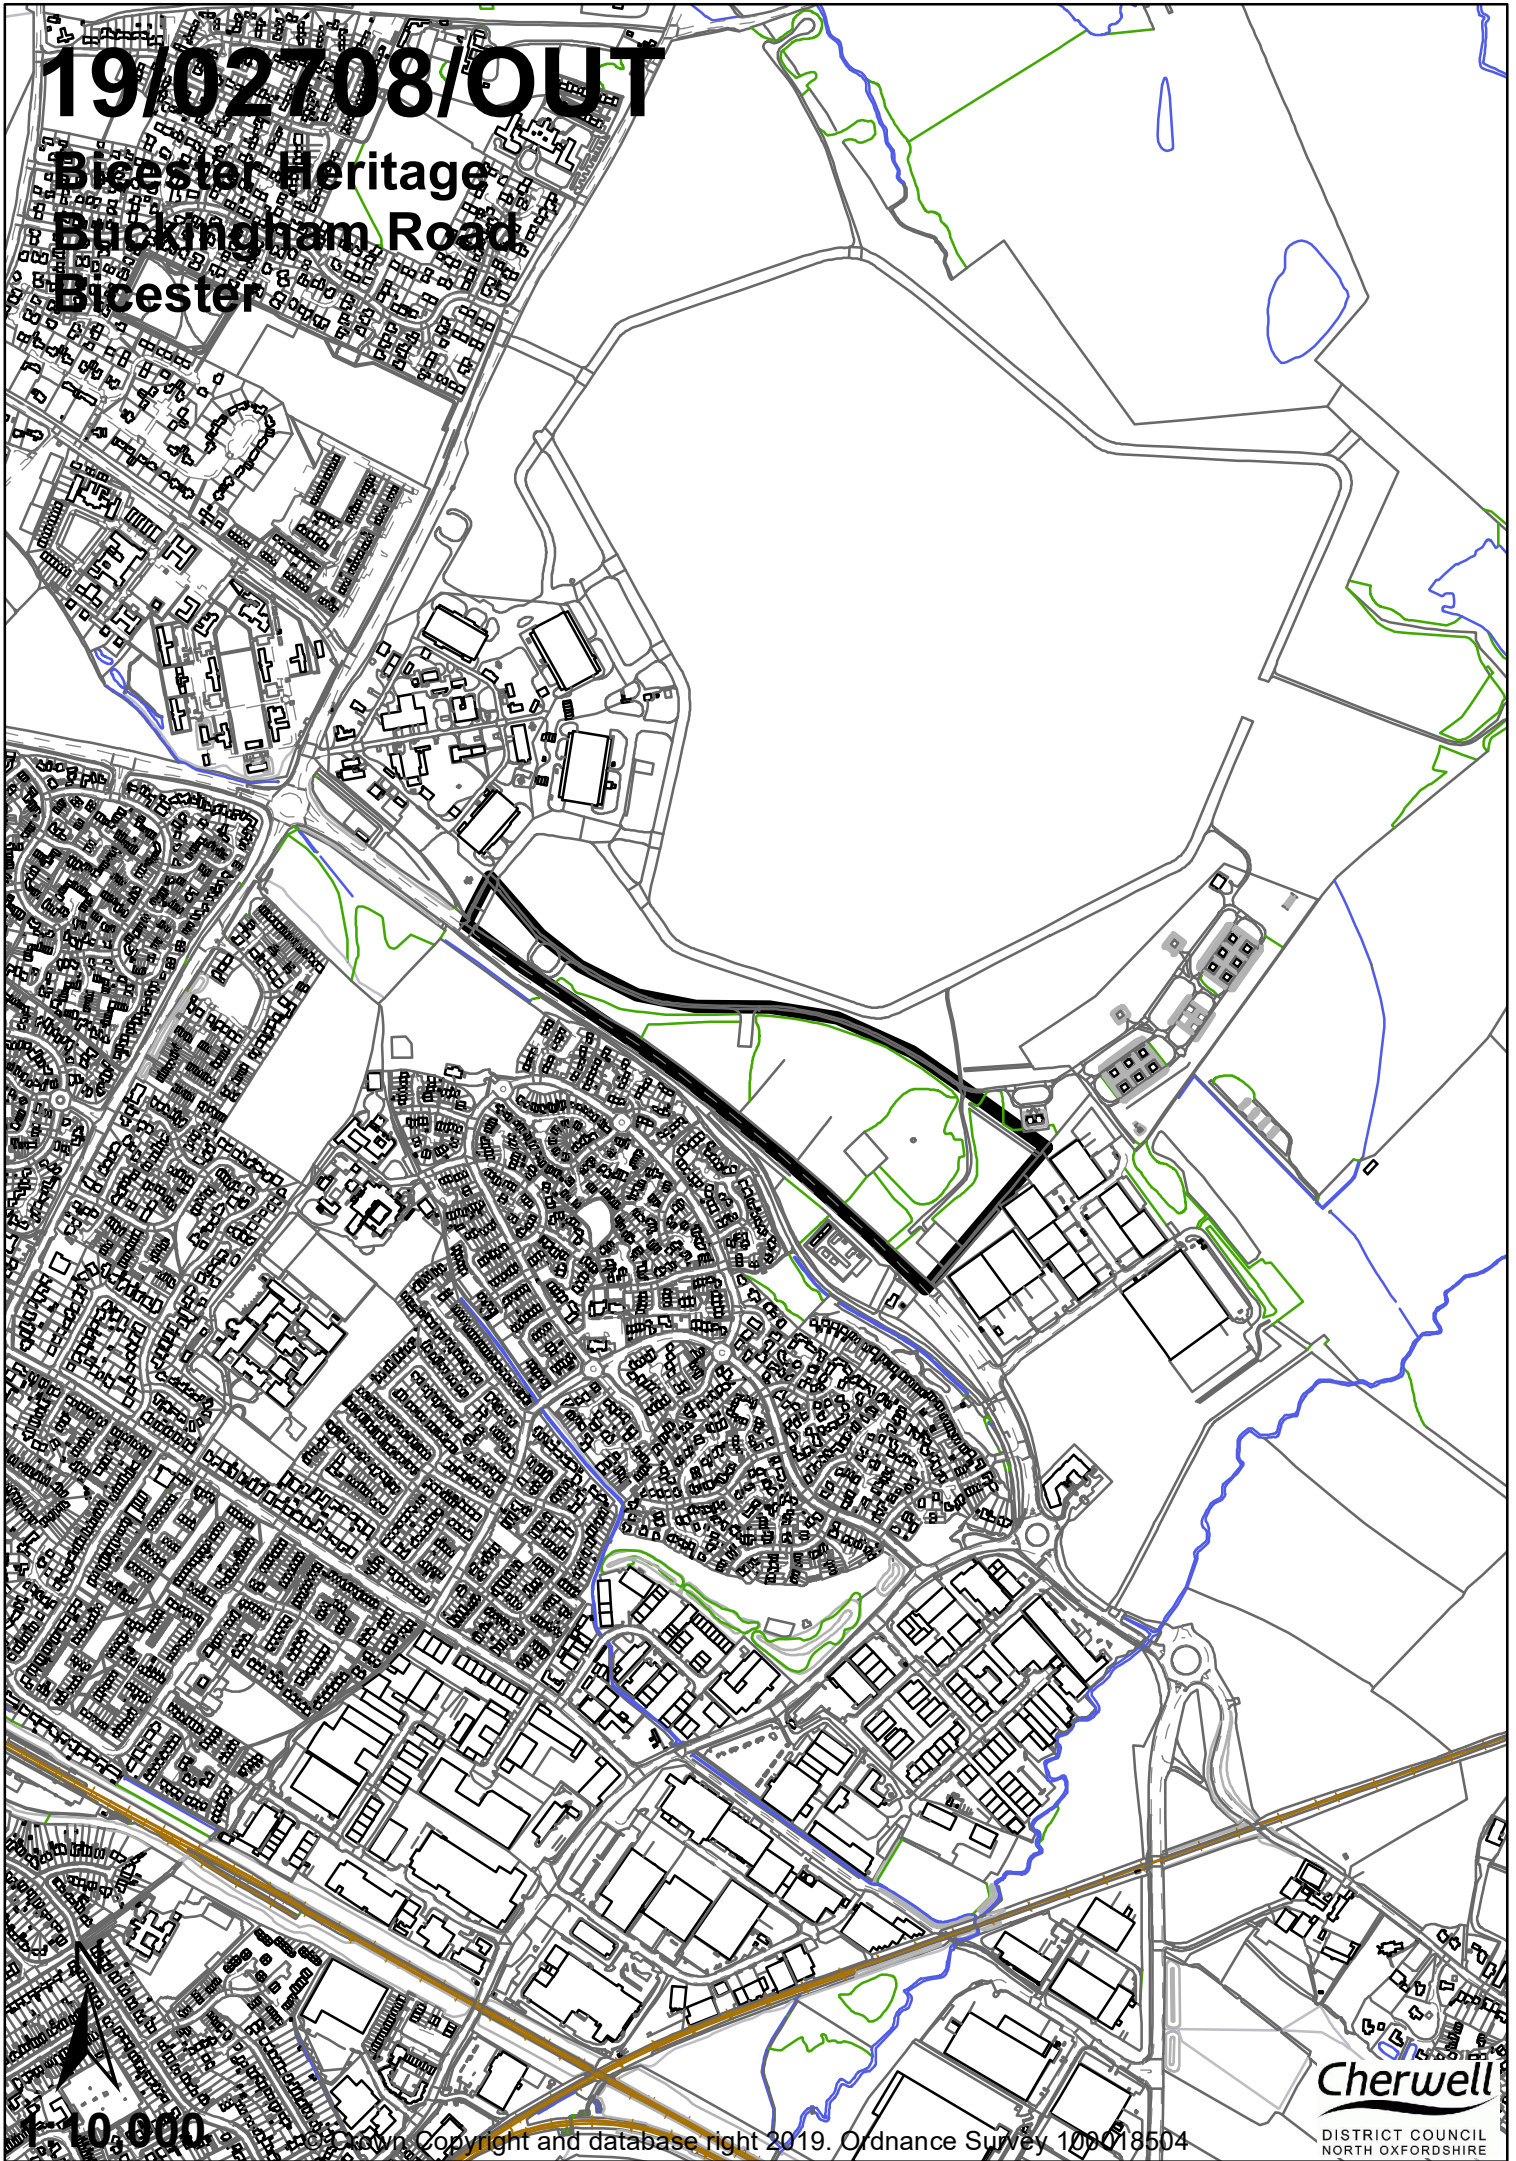 19/02708/OUT
Bicester Heritage
Buckingham Road
Bicester
N
1:10,000
© Crown Copyright and database right 2019. Ordnance Survey 100018504
Cherwell
DISTRICT COUNCIL
NORTH OXFORDSHIRE